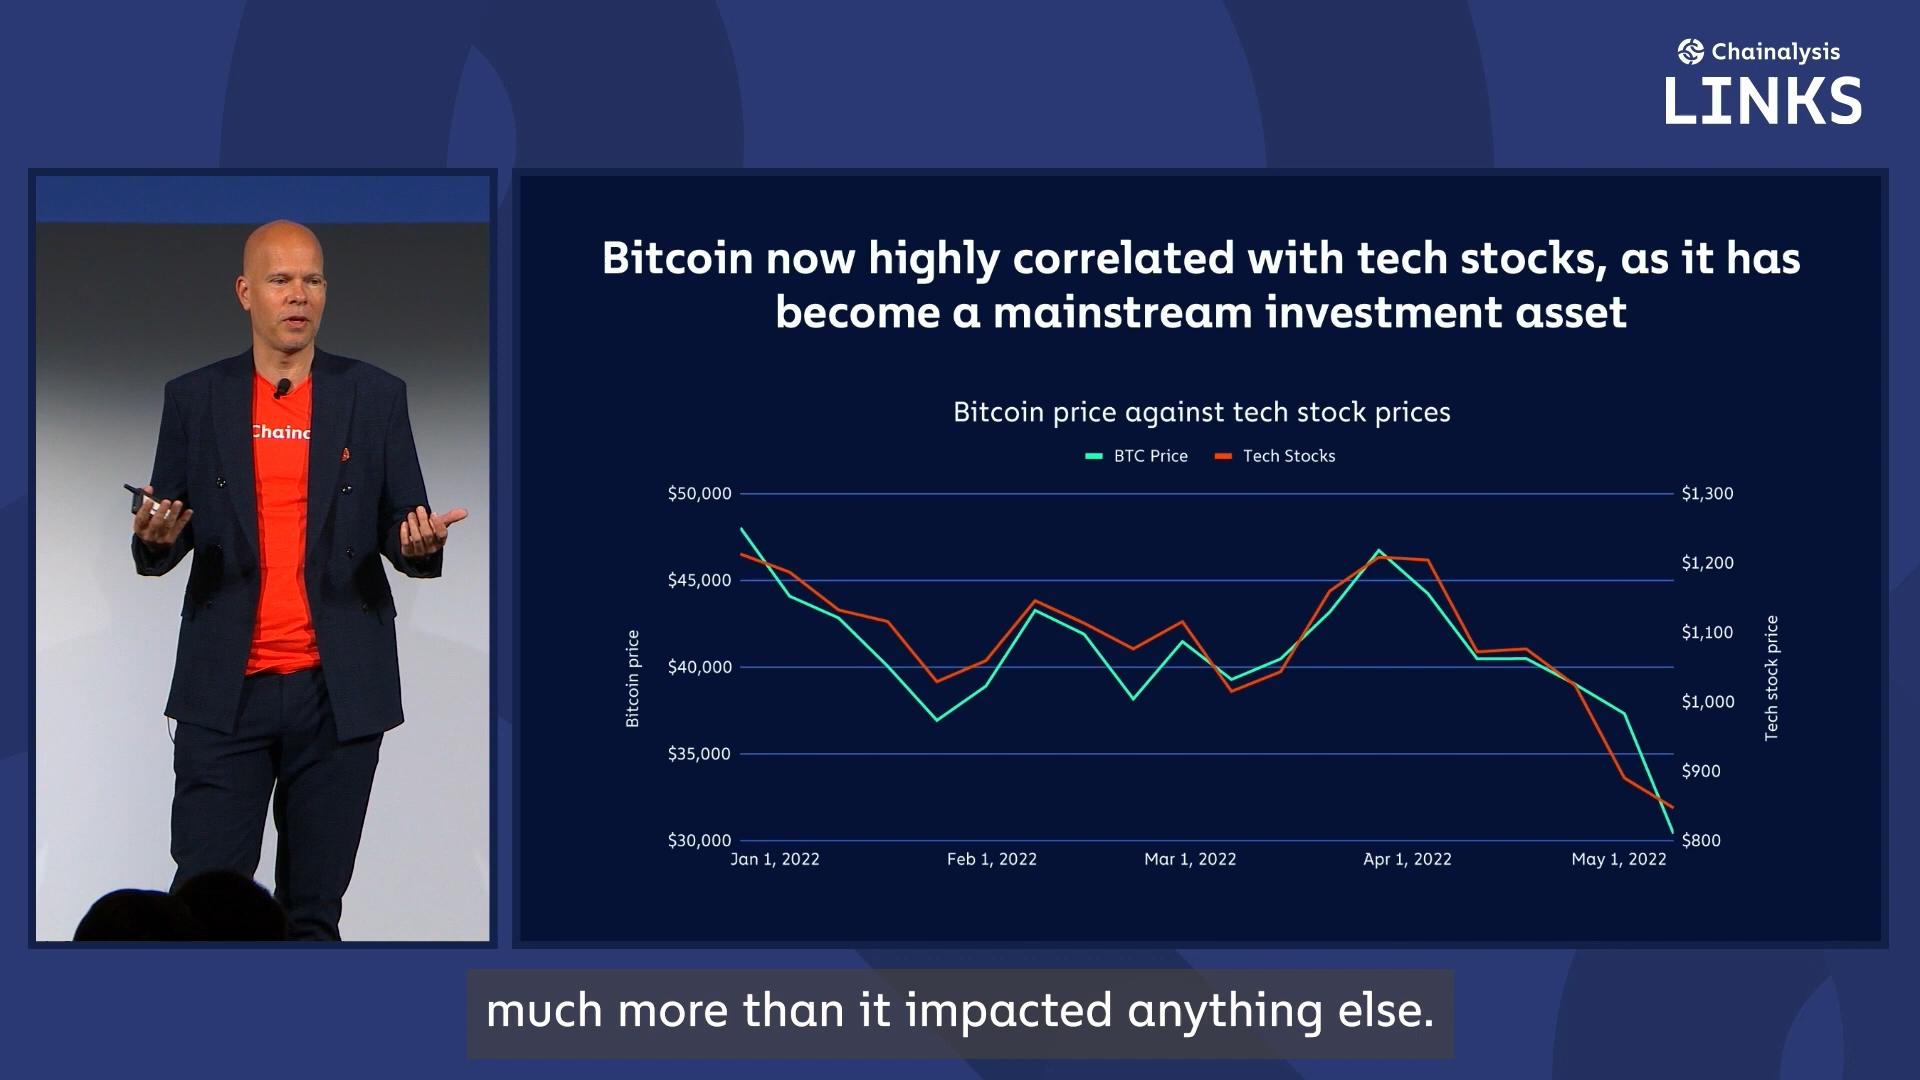 Chainalysis
LINKS
Chaina
Bitcoin now highly correlated with tech stocks, as it has
become a mainstream investment asset
Bitcoin price against tech stock prices
BTC Price
Tech Stocks
Bitcoin price
$50,000
$45,000
$40,000
$35,000
$30,000
$1,300
$1,200
$1,100
$1,000
$900
$800
Tech stock price
Jan 1, 2022
Feb 1, 2022
Mar 1, 2022
Apr 1, 2022
May 1, 2022
much more than it impacted anything else.